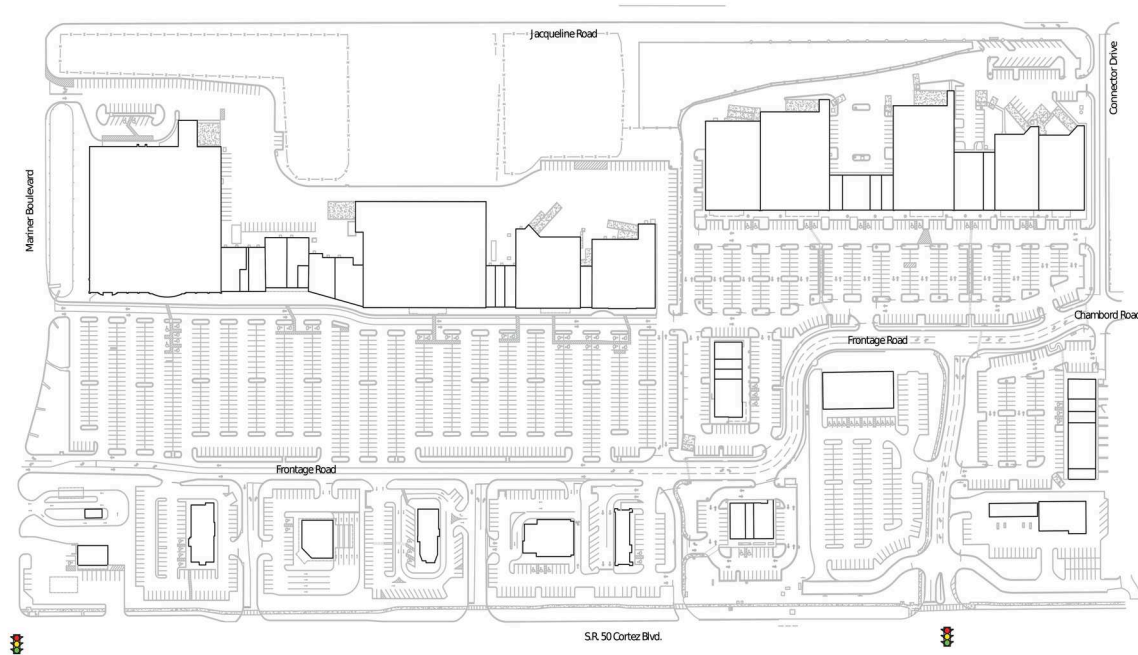 Jacqueline Road
Connector Drive
Mariner Boulevard
Chambord Road
Frontage Road
Frontage Road
S.R. 50 Cortez Blvd.